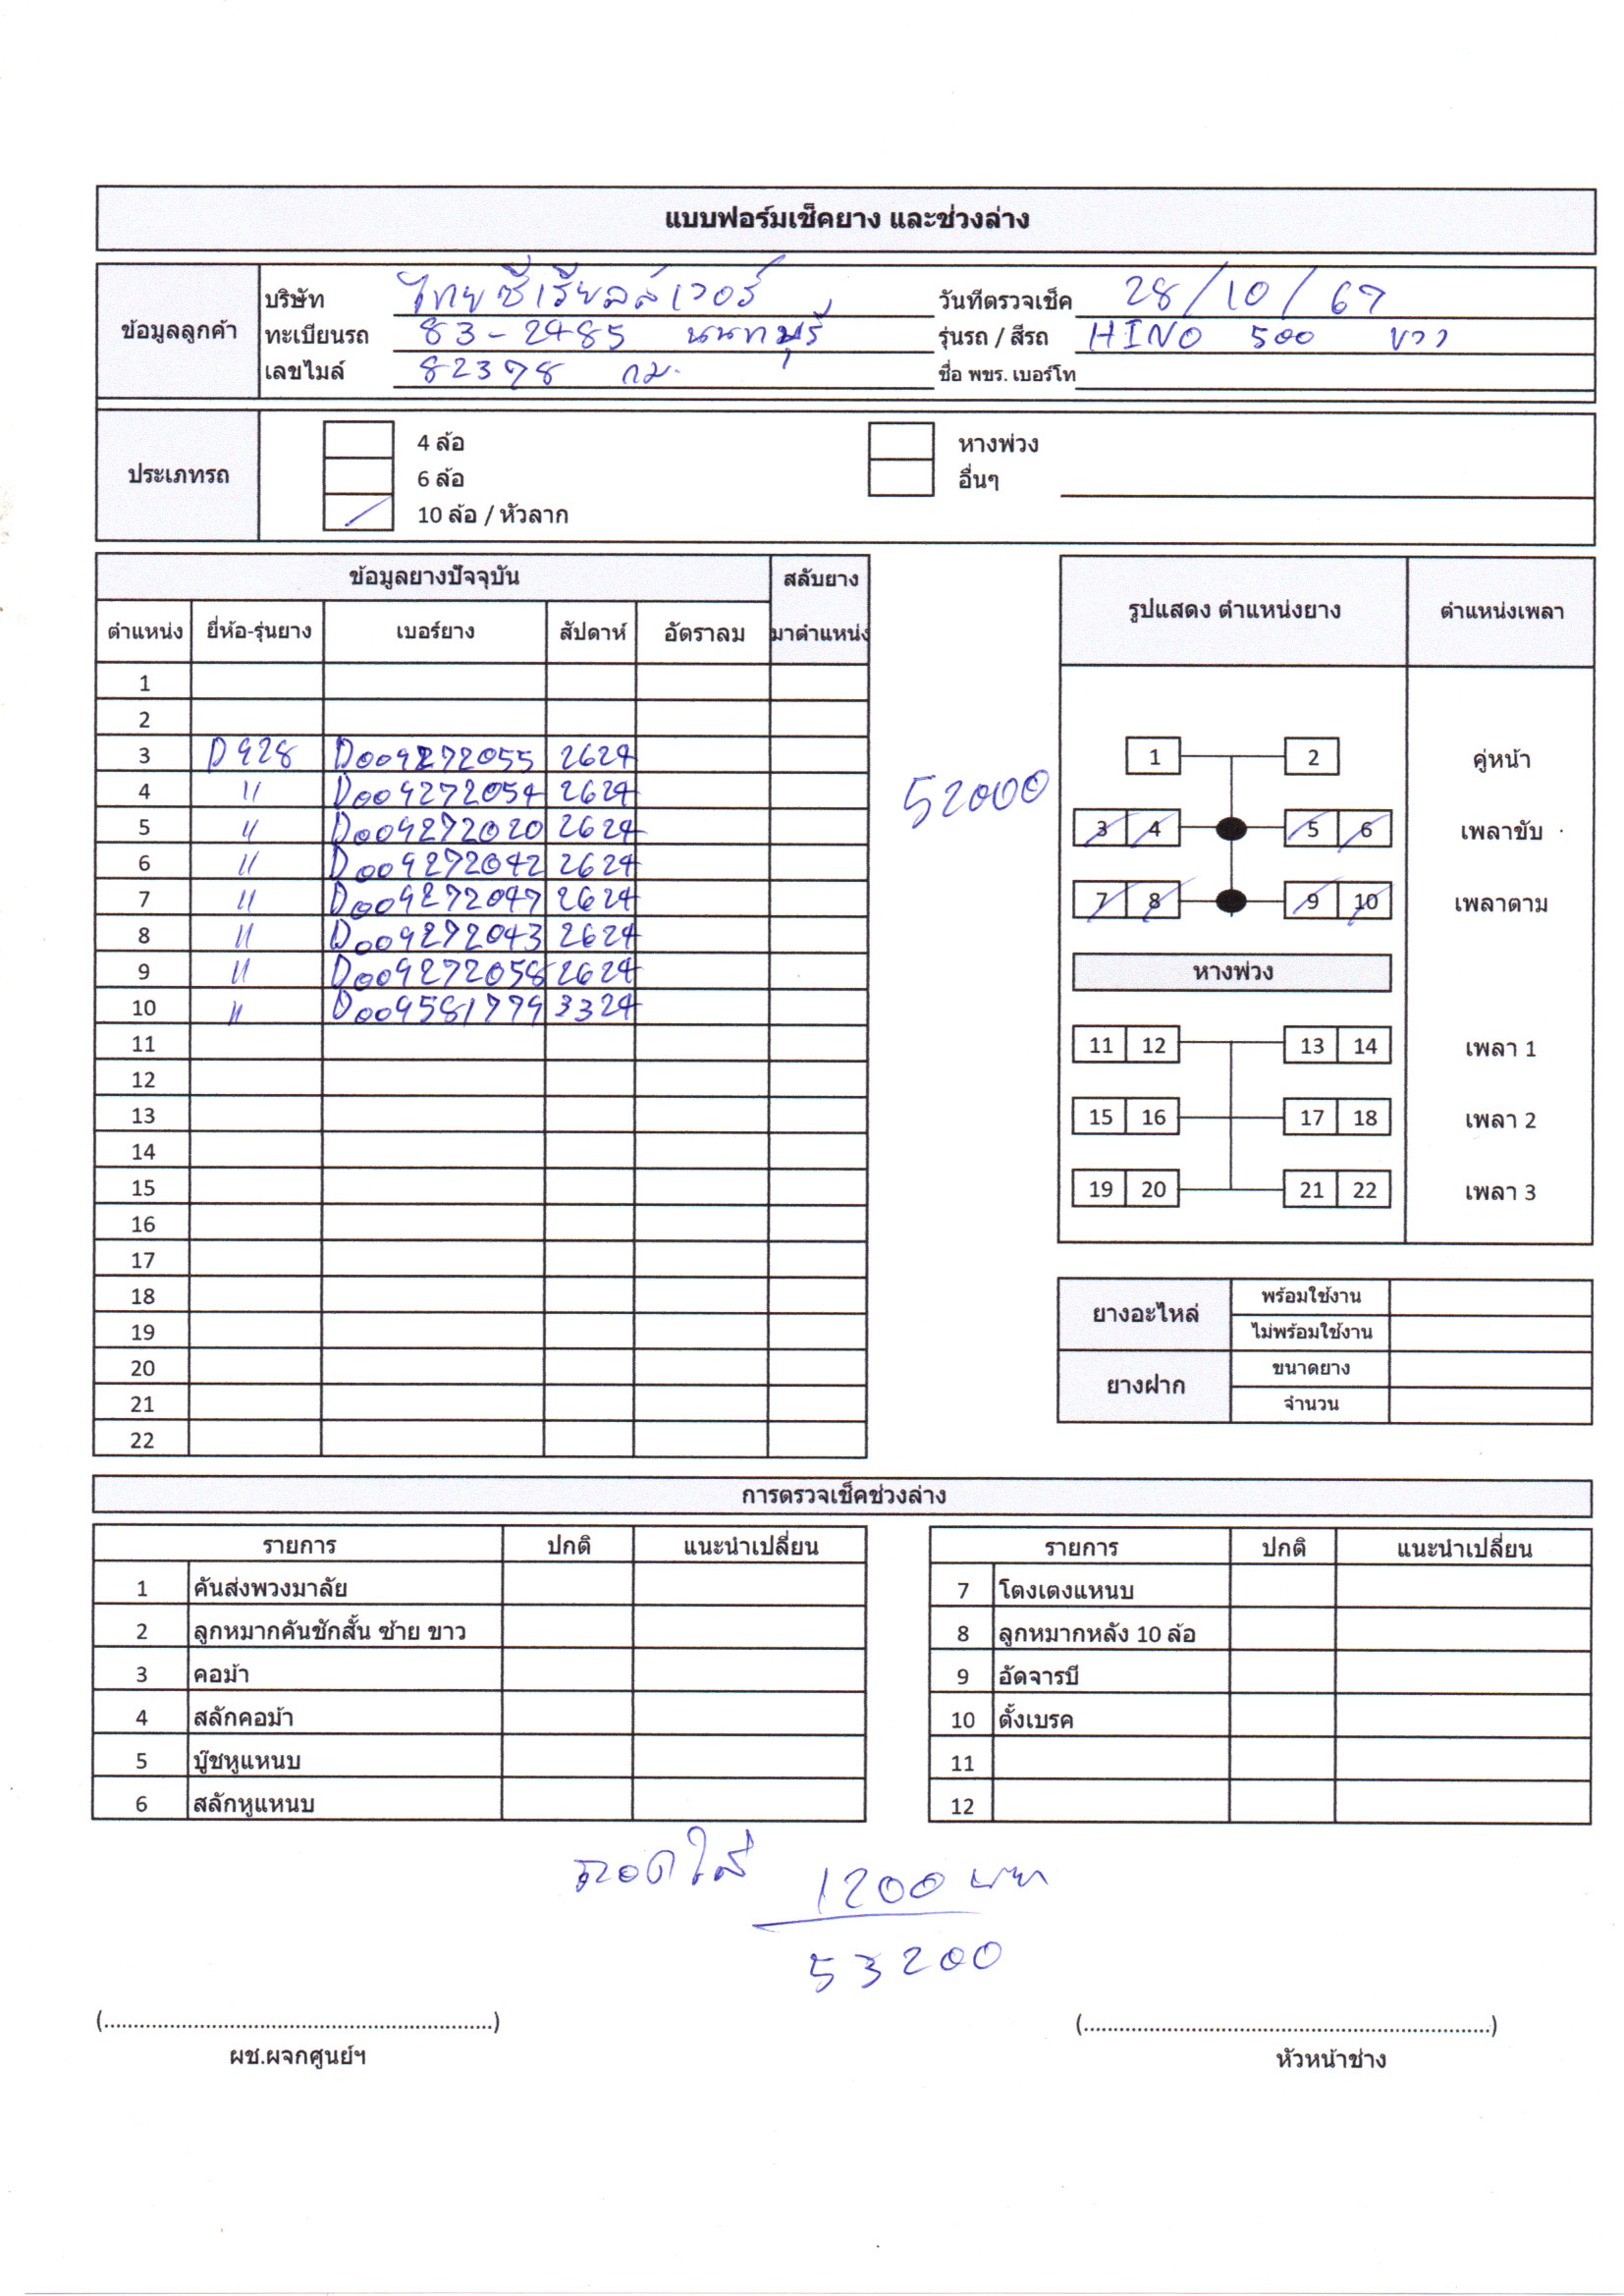 แบบฟอร์มเช็คยาง และช่วงล่าง
ข้อมูลลูกค้า
บริษัท ไทยซีเรียลล์เวอร์ วันที่ตรวจเช็ค 28/10/67
ทะเบียนรถ 83-2485 นนทบุรี รุ่นรถ / สีรถ HINO 500 ขาว
เลขไมล์ 82378 กม. ชื่อ พขร. เบอร์โท
ประเภทรถ
4 ล้อ หางพ่วง
6 ล้อ อื่นๆ
10 ล้อ / หัวลาก
ข้อมูลยางปัจจุบัน สลับยาง
ตำแหน่ง ยี่ห้อ-รุ่นยาง เบอร์ยาง สัปดาห์ อัตราลม มาตำแหน่ง
1
2
3 D928 D009272055 2624
4 " D009272054 2624
5 " D009272020 2624
6 " D009272042 2624
7 " D009272047 2624
8 " D009272043 2624
9 " D009272058 2624
10 " D009581779 3324
11
12
13
14
15
16
17
18
19
20
21
22
52000
รูปแสดง ตำแหน่งยาง ตำแหน่งเพลา
1 2 คู่หน้า
3 4 5 6 เพลาขับ
7 8 9 10 เพลาตาม
หางพ่วง
11 12 13 14 เพลา 1
15 16 17 18 เพลา 2
19 20 21 22 เพลา 3
ยางอะไหล่ พร้อมใช้งาน
ไม่พร้อมใช้งาน
ยางฝาก ขนาดยาง
จำนวน
การตรวจเช็คช่วงล่าง
รายการ ปกติ แนะนำเปลี่ยน รายการ ปกติ แนะนำเปลี่ยน
1 คันส่งพวงมาลัย 7 โตงเตงแหนบ
2 ลูกหมากคันชักสั้น ซ้าย ขาว 8 ลูกหมากหลัง 10 ล้อ
3 คอม้า 9 อัดจารบี
4 สลักคอม้า 10 ตั้งเบรค
5 บู๊ชหูแหนบ 11
6 สลักหูแหนบ 12
ถอดใส่ 1200 บาท
53200
(..................................................................) (..................................................................)
ผช.ผจกศูนย์ฯ หัวหน้าช่าง